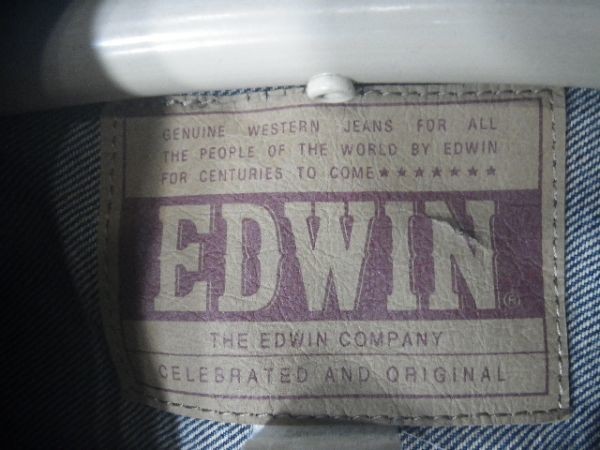 GENUINE WESTERN JEANS FOR ALL
THE PEOPLE OF THE WORLD BY EDWIN
FOR CENTURIES TO COME★★★★★★★
EDWIN®
THE EDWIN COMPANY
CELEBRATED AND ORIGINAL